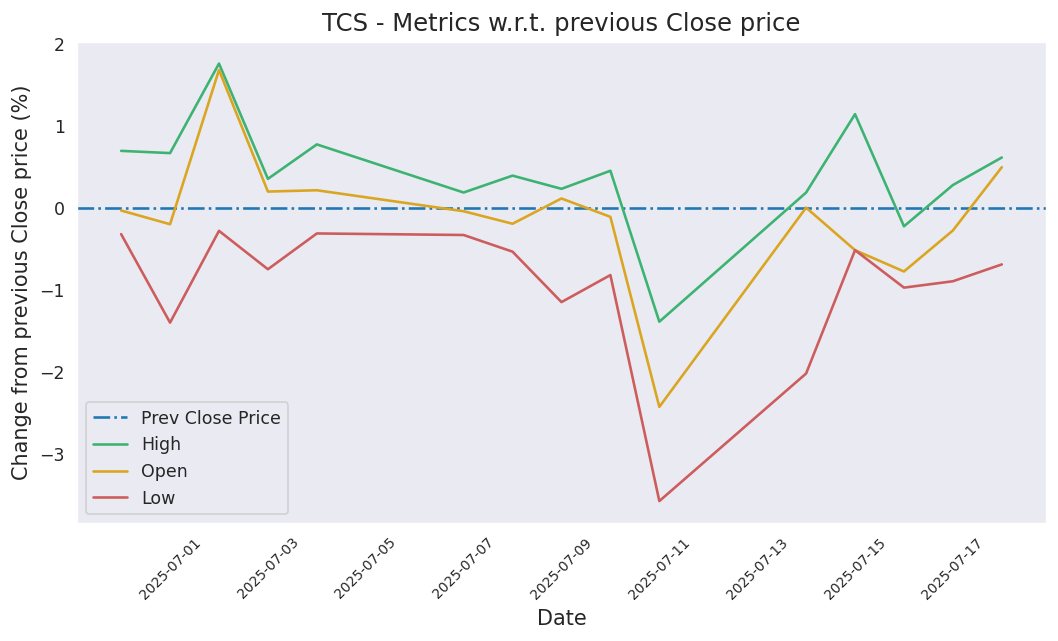 TCS - Metrics w.r.t. previous Close price
Change from previous Close price (%)
2
1
0
−1
−2
−3
Prev Close Price
High
Open
Low
2025-07-01
2025-07-03
2025-07-05
2025-07-07
2025-07-09
2025-07-11
2025-07-13
2025-07-15
2025-07-17
Date